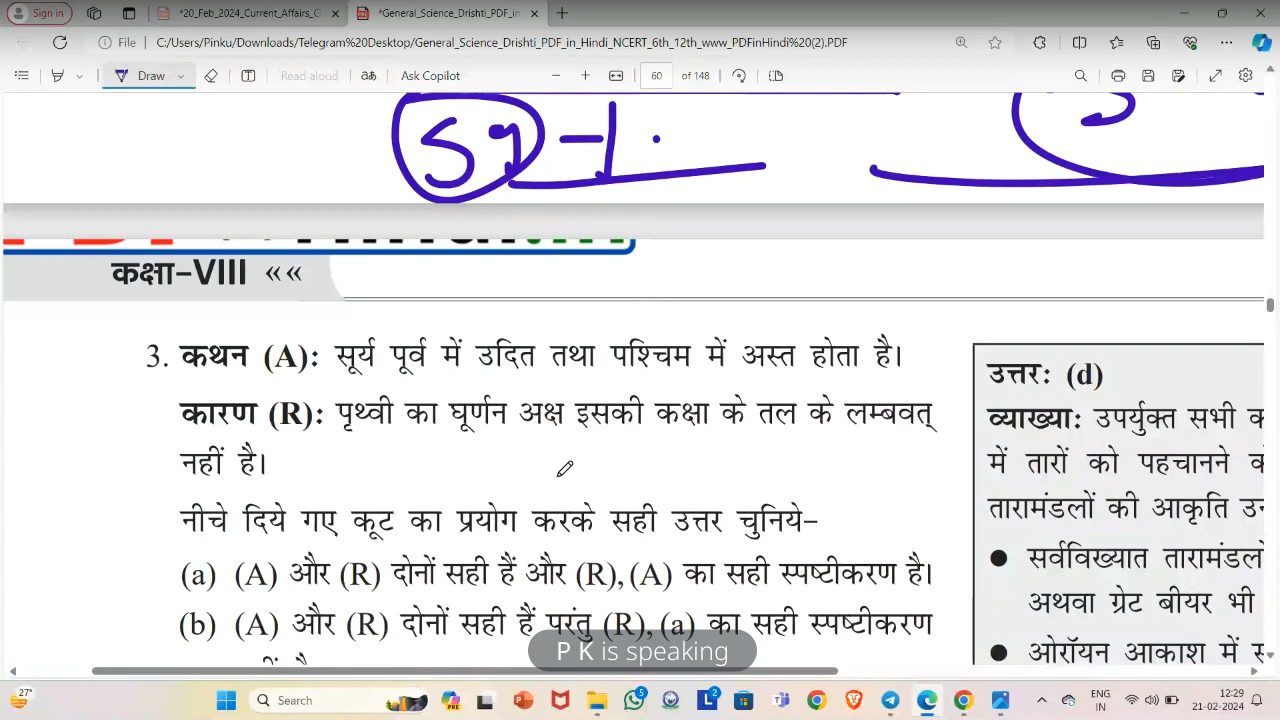 Sign in
*20_Feb_2024_Current_Affairs_C
*General_Science_Drishti_PDF_in
File C:/Users/Pinku/Downloads/Telegram%20Desktop/General_Science_Drishti_PDF_in_Hindi_NCERT_6th_12th_www_PDFinHindi%20(2).PDF
Draw Read aloud Ask Copilot 60 of 148
कक्षा-VIII ««
3. कथन (A): सूर्य पूर्व में उदित तथा पश्चिम में अस्त होता है।
कारण (R): पृथ्वी का घूर्णन अक्ष इसकी कक्षा के तल के लम्बवत्
नहीं है।
नीचे दिये गए कूट का प्रयोग करके सही उत्तर चुनिये–
(a) (A) और (R) दोनों सही हैं और (R), (A) का सही स्पष्टीकरण है।
(b) (A) और (R) दोनों सही हैं परंतु (R), (a) का सही स्पष्टीकरण
उत्तरः (d)
व्याख्याः उपर्युक्त सभी
में तारों को पहचानने
तारामंडलों की आकृति
● सर्वविख्यात
अथवा ग्रेट बीयर भी
● ओरॉयन आकाश में
P K is speaking
27°
Search
5
2
ENG
IN
12:29
21-02-2024